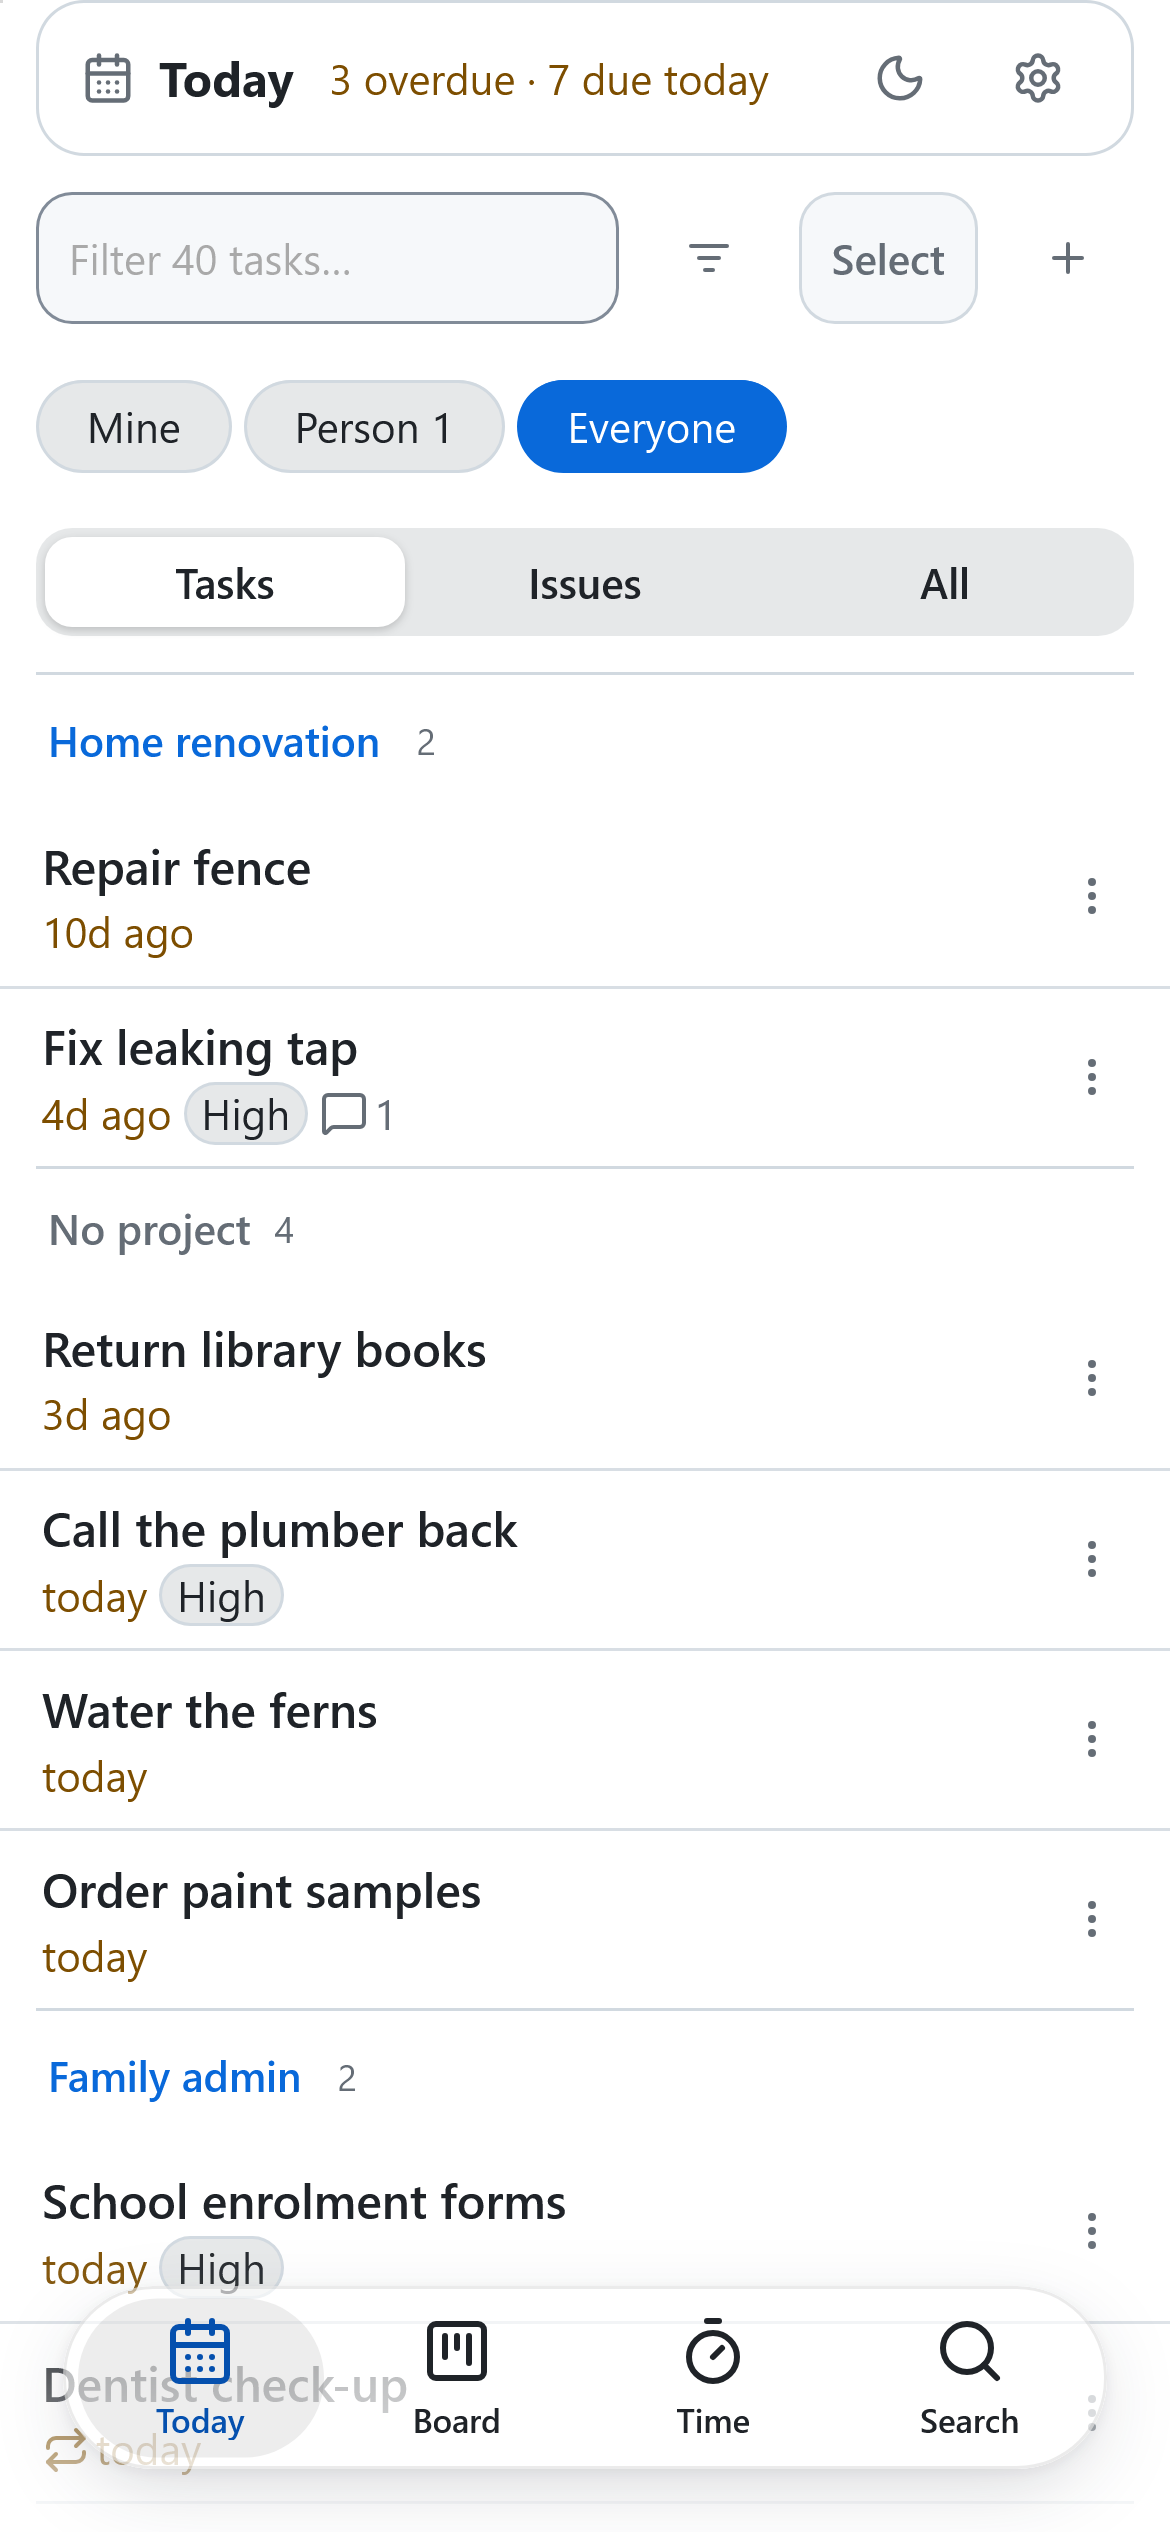 Today 3 overdue · 7 due today
Filter 40 tasks...
Select
Mine
Person 1
Everyone
Tasks
Issues
All
Home renovation 2
Repair fence
10d ago
Fix leaking tap
4d ago High 1
No project 4
Return library books
3d ago
Call the plumber back
today High
Water the ferns
today
Order paint samples
today
Family admin 2
School enrolment forms
today High
Dentist check-up
today
Today
Board
Time
Search